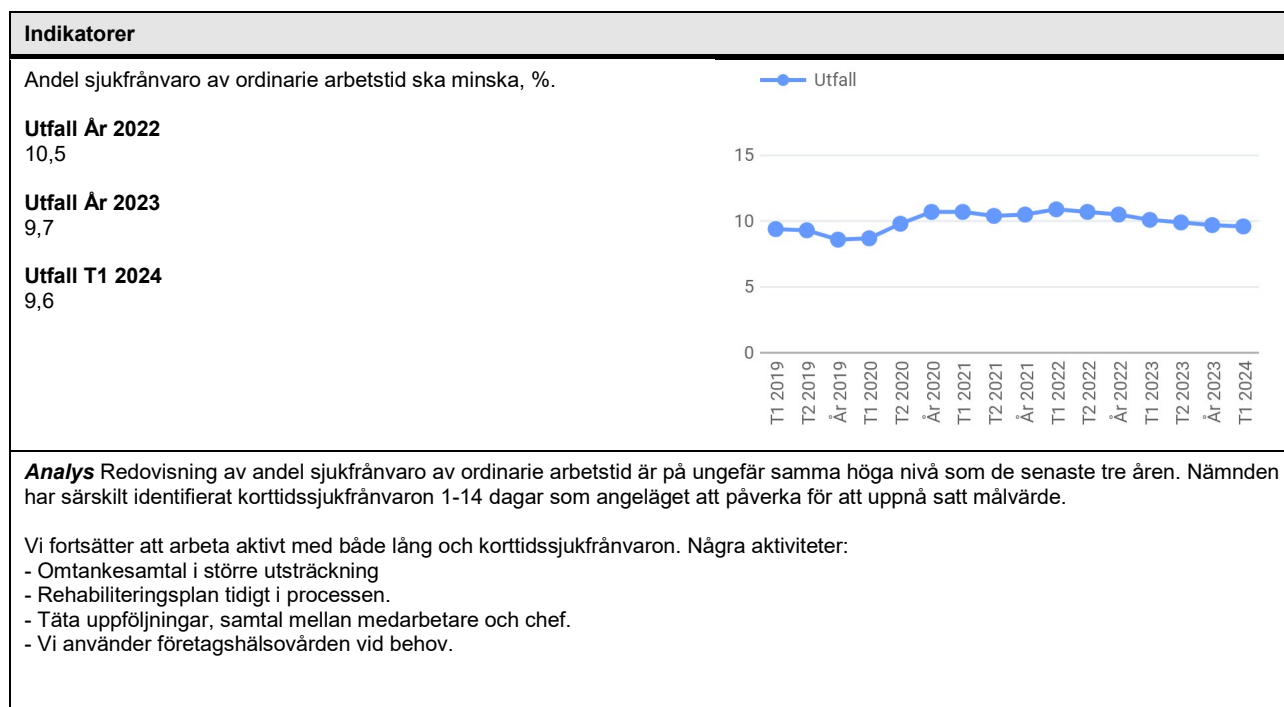 Indikatorer
Andel sjukfrånvaro av ordinarie arbetstid ska minska, %.
Utfall År 2022
10,5
Utfall År 2023
9,7
Utfall T1 2024
9,6
Utfall
15
10
5
0
T1 2019
T2 2019
År 2019
T1 2020
T2 2020
År 2020
T1 2021
T2 2021
År 2021
T1 2022
T2 2022
År 2022
T1 2023
T2 2023
År 2023
T1 2024
Analys Redovisning av andel sjukfrånvaro av ordinarie arbetstid är på ungefär samma höga nivå som de senaste tre åren. Nämnden
har särskilt identifierat korttidssjukfrånvaron 1-14 dagar som angeläget att påverka för att uppnå satt målvärde.
Vi fortsätter att arbeta aktivt med både lång och korttidssjukfrånvaron. Några aktiviteter:
- Omtankesamtal i större utsträckning
- Rehabiliteringsplan tidigt i processen.
- Täta uppföljningar, samtal mellan medarbetare och chef.
- Vi använder företagshälsovården vid behov.